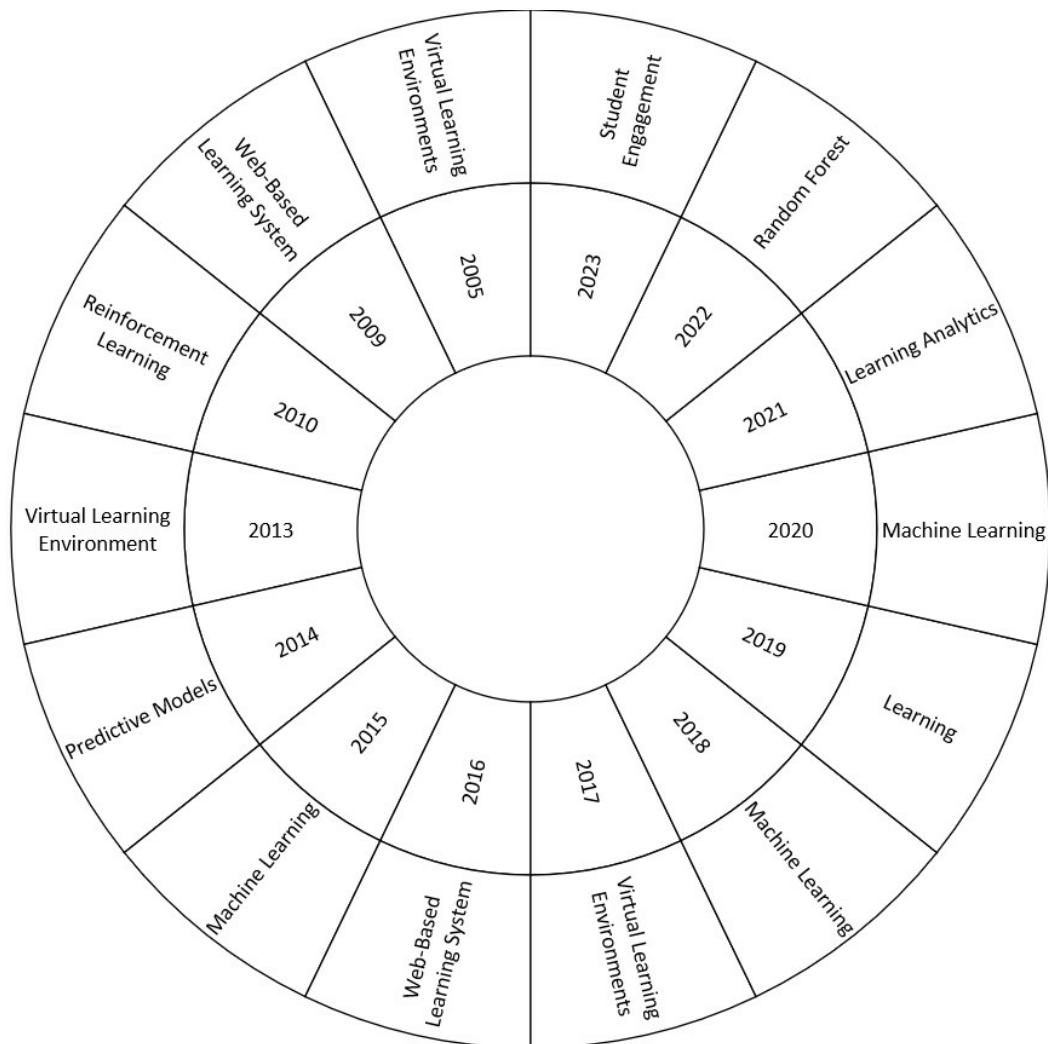 Student
Engagement
2023
Random Forest
2022
Learning Analytics
2021
Machine Learning
2020
Learning
2019
Machine Learning
2018
Virtual Learning
Environments
2017
Web-Based
Learning System
2016
Machine Learning
2015
Predictive Models
2014
Virtual Learning
Environment
2013
Reinforcement
Learning
2010
Web-Based
Learning System
2009
Virtual Learning
Environments
2005